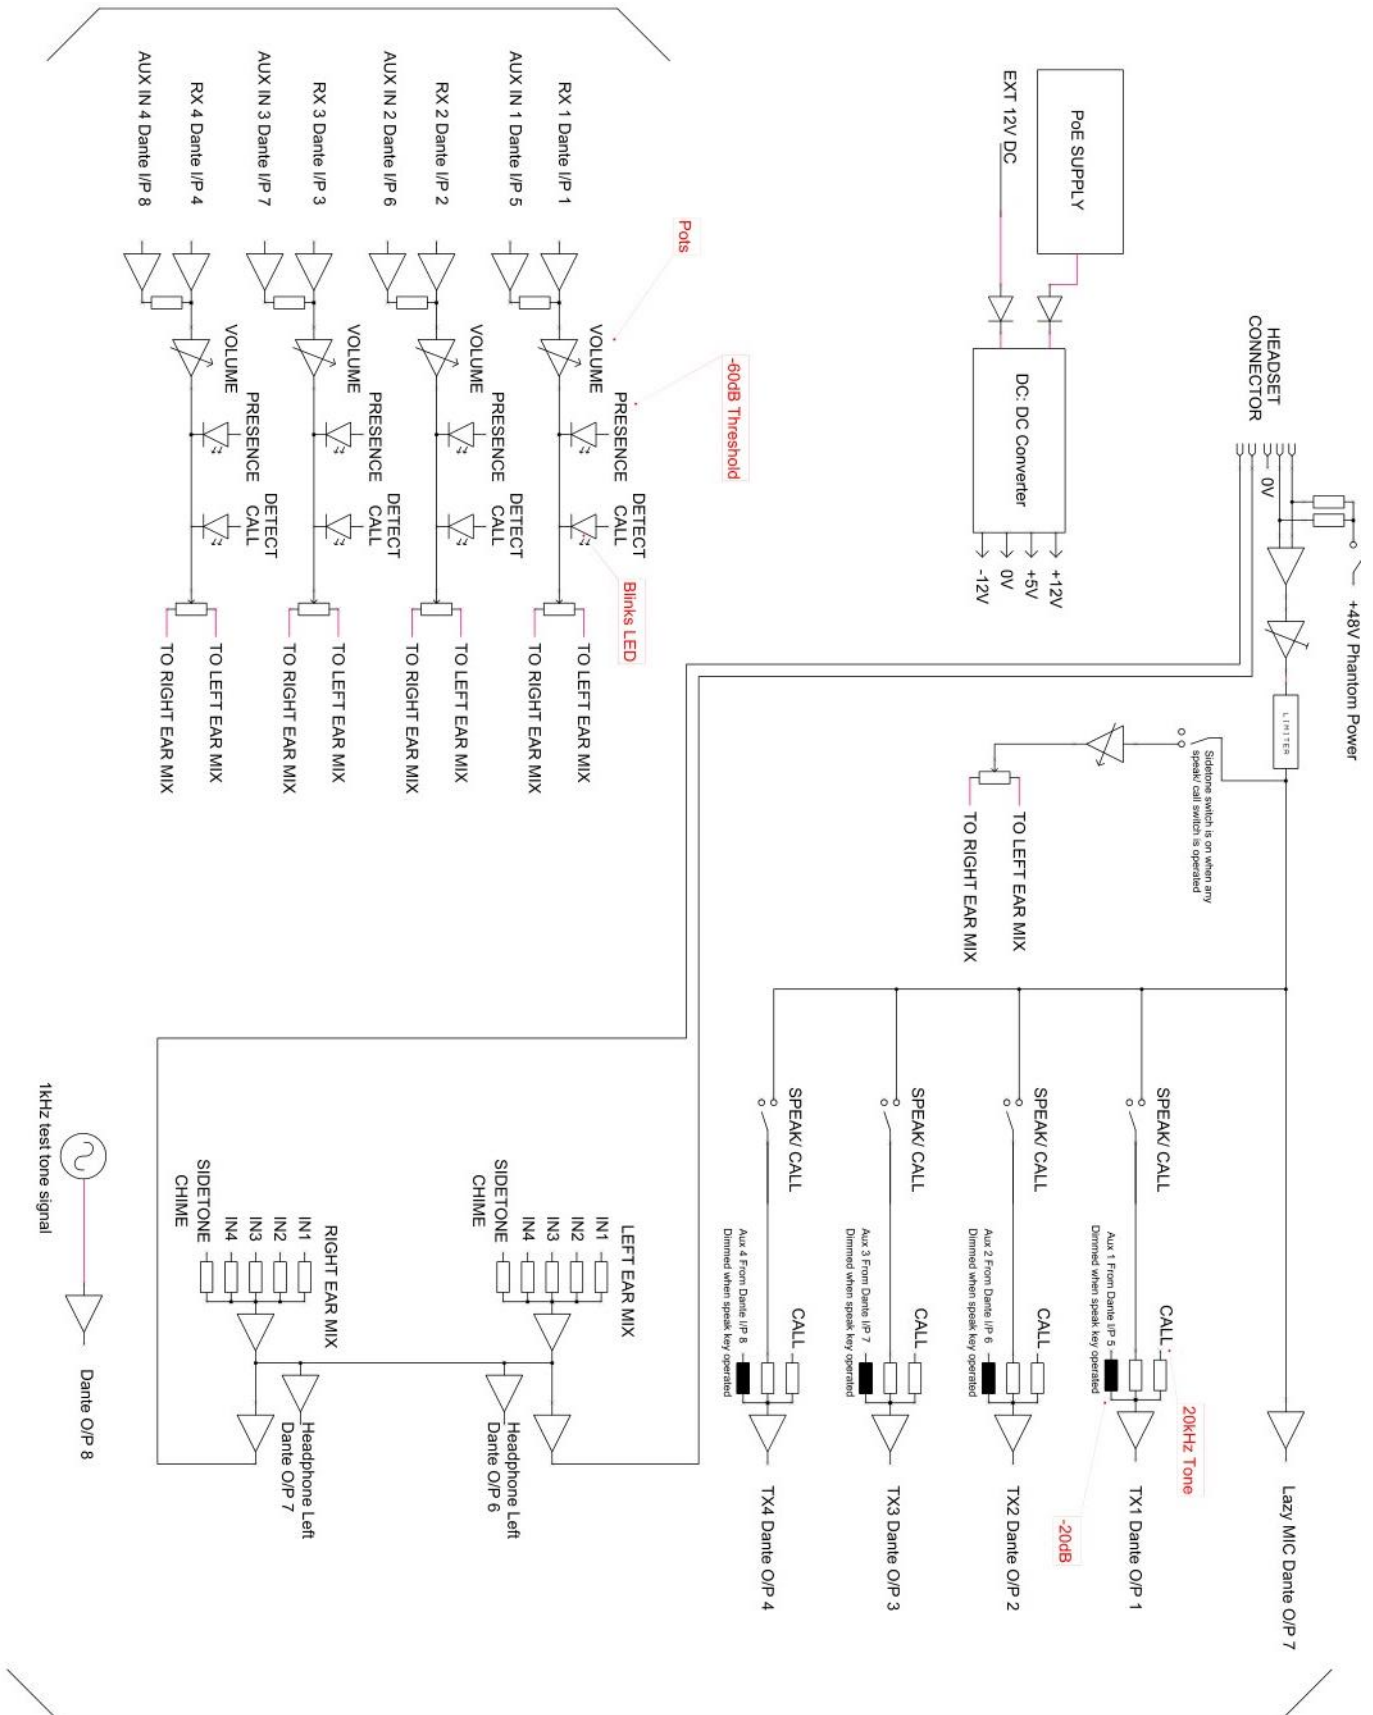 HEADSET
CONNECTOR
0V
+48V Phantom Power
LIMITER
Sidetone switch is on when any
speak/ call switch is operated
TO LEFT EAR MIX
TO RIGHT EAR MIX
Lazy MIC Dante O/P 7
PoE SUPPLY
EXT 12V DC
DC: DC Converter
+12V
+5V
0V
-12V
SPEAK/ CALL
CALL
20kHz Tone
Aux 1 From Dante I/P 5
Dimmed when speak key operated
TX1 Dante O/P 1
-20dB
SPEAK/ CALL
CALL
Aux 2 From Dante I/P 6
Dimmed when speak key operated
TX2 Dante O/P 2
SPEAK/ CALL
CALL
Aux 3 From Dante I/P 7
Dimmed when speak key operated
TX3 Dante O/P 3
SPEAK/ CALL
CALL
Aux 4 From Dante I/P 8
Dimmed when speak key operated
TX4 Dante O/P 4
Pots
-60dB Threshold
Blinks LED
RX 1 Dante I/P 1
AUX IN 1 Dante I/P 5
VOLUME
PRESENCE
DETECT
CALL
TO LEFT EAR MIX
TO RIGHT EAR MIX
RX 2 Dante I/P 2
AUX IN 2 Dante I/P 6
VOLUME
PRESENCE
DETECT
CALL
TO LEFT EAR MIX
TO RIGHT EAR MIX
RX 3 Dante I/P 3
AUX IN 3 Dante I/P 7
VOLUME
PRESENCE
DETECT
CALL
TO LEFT EAR MIX
TO RIGHT EAR MIX
RX 4 Dante I/P 4
AUX IN 4 Dante I/P 8
VOLUME
PRESENCE
DETECT
CALL
TO LEFT EAR MIX
TO RIGHT EAR MIX
LEFT EAR MIX
IN1
IN2
IN3
IN4
SIDETONE
CHIME
Headphone Left
Dante O/P 6
RIGHT EAR MIX
IN1
IN2
IN3
IN4
SIDETONE
CHIME
Headphone Left
Dante O/P 7
1kHz test tone signal
Dante O/P 8